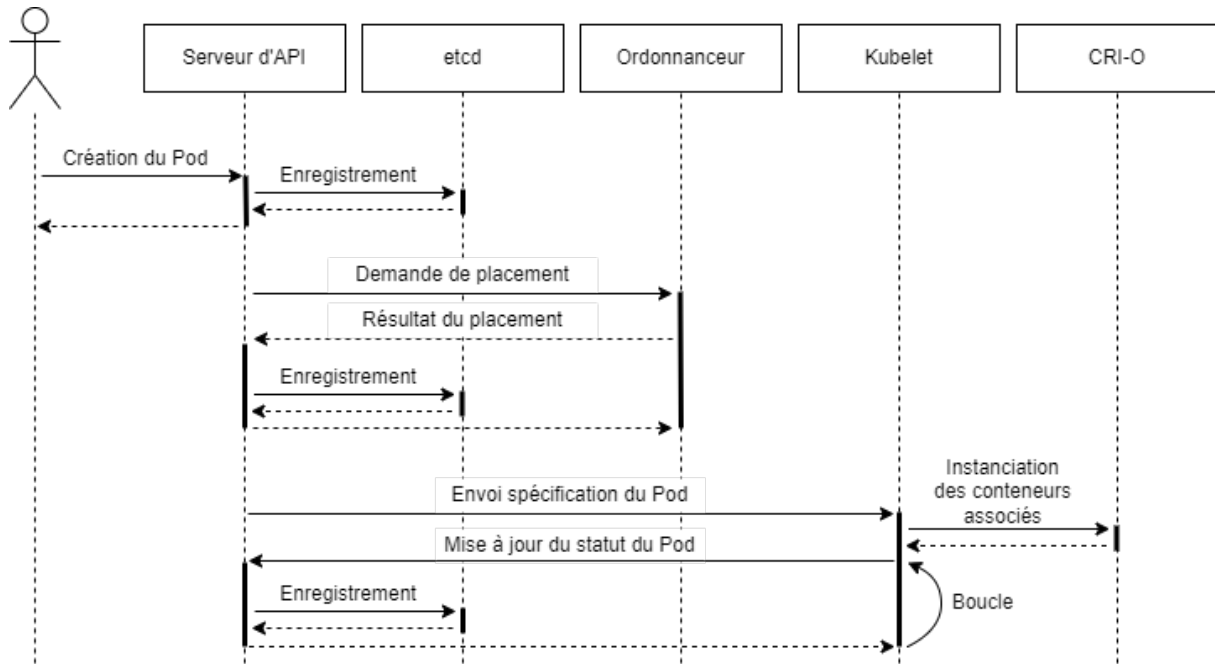 Serveur d'API
etcd
Ordonnanceur
Kubelet
CRI-O
Création du Pod
Enregistrement
Demande de placement
Résultat du placement
Enregistrement
Envoi spécification du Pod
Instanciation
des conteneurs
associés
Mise à jour du statut du Pod
Enregistrement
Boucle